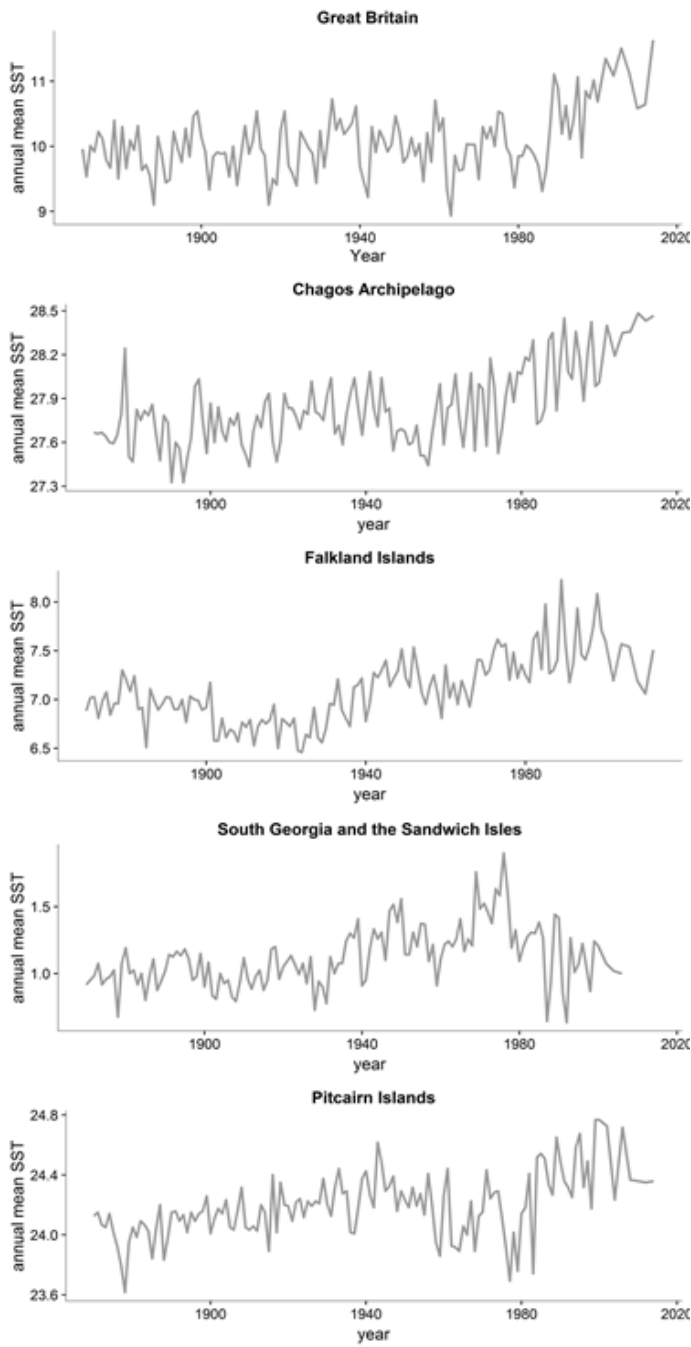 Great Britain
annual mean SST
11
10
9
1900
1940
1980
2020
Year
Chagos Archipelago
annual mean SST
28.5
28.2
27.9
27.6
27.3
1900
1940
1980
2020
year
Falkland Islands
annual mean SST
8.0
7.5
7.0
6.5
1900
1940
1980
year
South Georgia and the Sandwich Isles
annual mean SST
1.5
1.0
1900
1940
1980
2020
year
Pitcairn Islands
annual mean SST
24.8
24.4
24.0
23.6
1900
1940
1980
2020
year